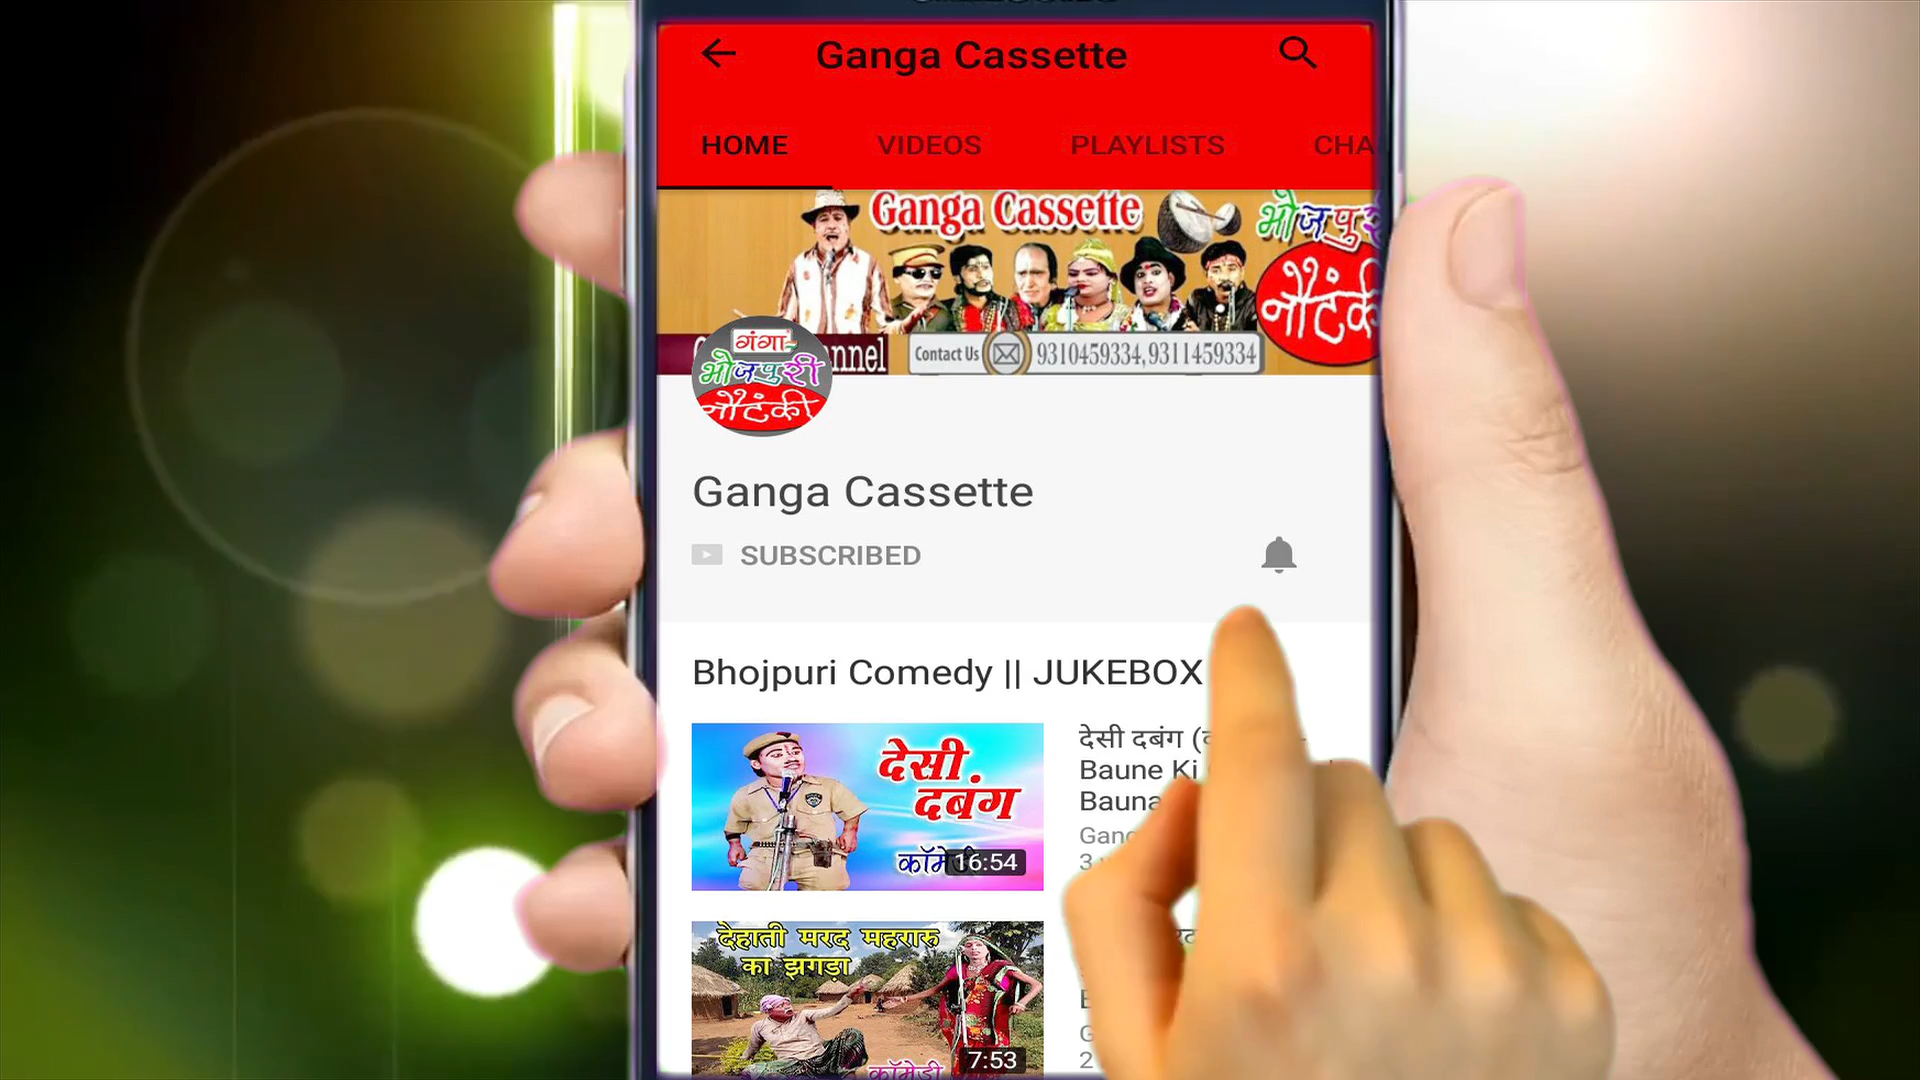 Ganga Cassette
HOME VIDEOS PLAYLISTS CHA
Ganga Cassette
भोजपुरी
नौटंकी
Contact Us 9310459334,9311459334
गंगा
भोजपुरी
नौटंकी
Ganga Cassette
SUBSCRIBED
Bhojpuri Comedy || JUKEBOX
देसी
दबंग
16:54
देसी दबंग
Baune Ki
Bauna
देहाती मरद महरारू
का झगड़ा
कॉमेडी
7:53